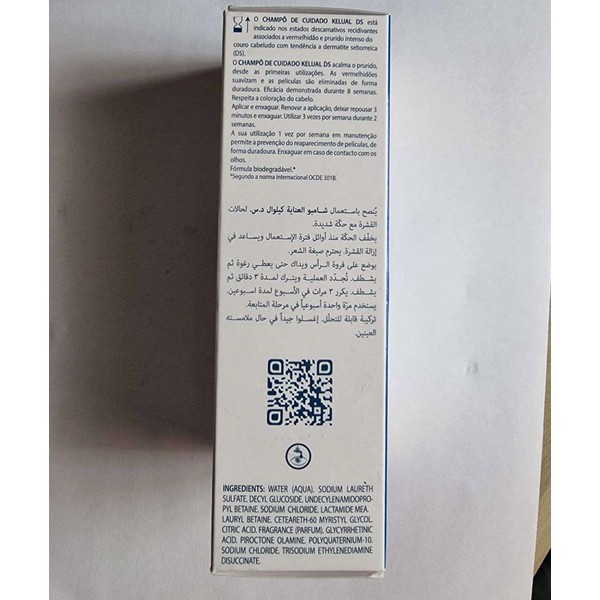 O CHAMPÔ DE CUIDADO KELUAL DS está
indicado nos estados descamativos recidivantes
associados a vermelhidão e prurido intenso do
couro cabeludo com tendência a dermatite seborreica
(DS).
O CHAMPÔ DE CUIDADO KELUAL DS acalma o prurido,
desde as primeiras utilizações. As vermelhidões
suavizam e as películas são eliminadas de forma
duradoura. Eficácia demonstrada durante 8 semanas.
Respeita a coloração do cabelo.
Aplicar e enxaguar. Renovar a aplicação, deixar repousar 3
minutos e enxaguar. Utilizar 3 vezes por semana durante 2
semanas.
A sua utilização 1 vez por semana em manutenção
permite a prevenção do reaparecimento de películas,
de forma duradoura. Enxaguar em caso de contacto com os
olhos.
Fórmula biodegradável.*
*Segundo a norma internacional OCDE 301B.
يُنصح باستعمال شامبو العناية كيلوال د.س. لحالات
القشرة مع حكّة شديدة.
يخفّف الحكّة منذ أوائل فترة الإستعمال ويساعد في
إزالة القشرة. يحترم صبغة الشعر.
يوضع على فروة الرأس ويداك حتى يعطي رغوة ثم
يشطف. تُجدّد العملية ويترك لمدة ٣ دقائق ثم
يشطف. يكرر ٣ مرات في الأسبوع لمدة اسبوعين.
يستخدم مرّة واحدة أسبوعياً في مرحلة المتابعة.
تركيبة قابلة للتحلّل. إغسلوا جيداً في حال ملامسته
العينين.
INGREDIENTS: WATER (AQUA). SODIUM LAURETH
SULFATE. DECYL GLUCOSIDE. UNDECYLENAMIDOPRO-
PYL BETAINE. SODIUM CHLORIDE. LACTAMIDE MEA.
LAURYL BETAINE. CETEARETH-60 MYRISTYL GLYCOL.
CITRIC ACID. FRAGRANCE (PARFUM). GLYCYRRHETINIC
ACID. PIROCTONE OLAMINE. POLYQUATERNIUM-10.
SODIUM CHLORIDE. TRISODIUM ETHYLENEDIAMINE
DISUCCINATE.